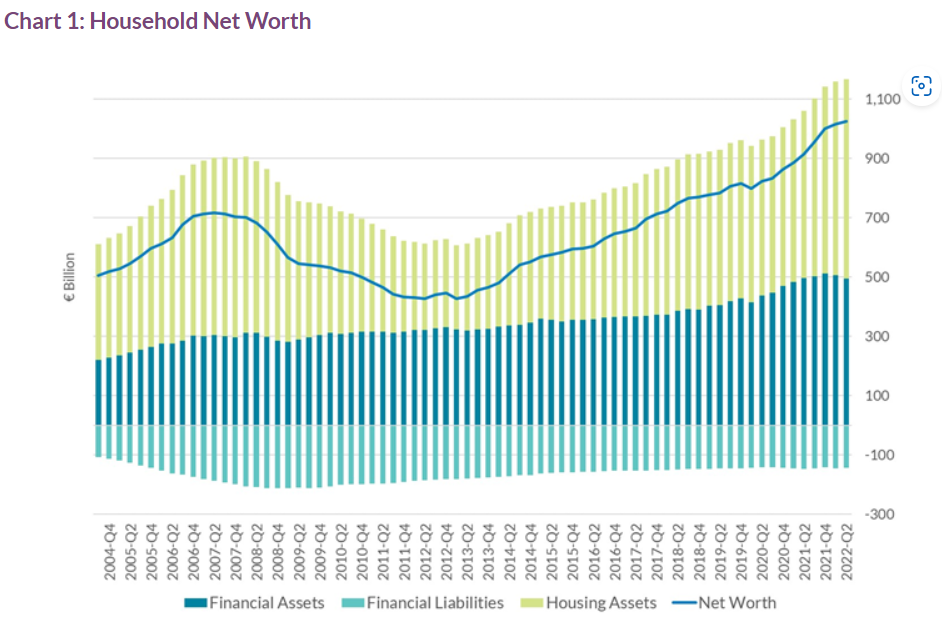 Chart 1: Household Net Worth
1,100
900
700
500
300
100
-100
-300
€ Billion
2004-Q4
2005-Q2
2005-Q4
2006-Q2
2006-Q4
2007-Q2
2007-Q4
2008-Q2
2008-Q4
2009-Q2
2009-Q4
2010-Q2
2010-Q4
2011-Q2
2011-Q4
2012-Q2
2012-Q4
2013-Q2
2013-Q4
2014-Q2
2014-Q4
2015-Q2
2015-Q4
2016-Q2
2016-Q4
2017-Q2
2017-Q4
2018-Q2
2018-Q4
2019-Q2
2019-Q4
2020-Q2
2020-Q4
2021-Q2
2021-Q4
2022-Q2
Financial Assets Financial Liabilities Housing Assets Net Worth